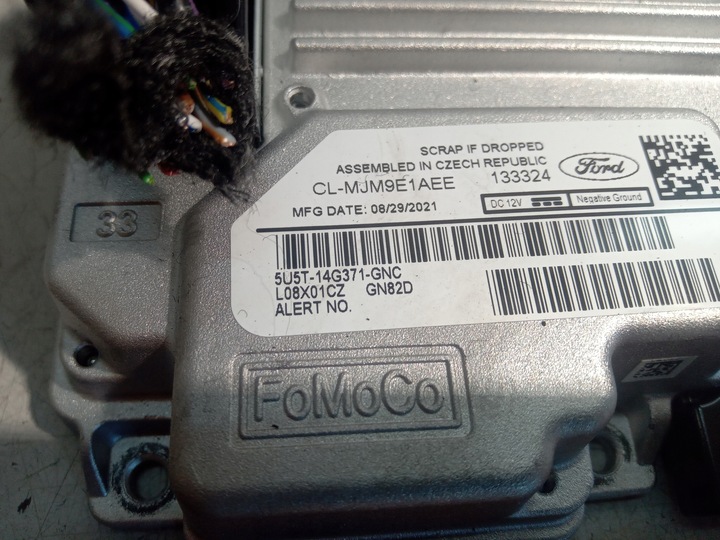 SCRAP IF DROPPED
ASSEMBLED IN CZECH REPUBLIC
CL-MJM9E1AEE 133324
Ford
MFG DATE: 08/29/2021
DC 12V Negative Ground
5U5T-14G371-GNC
L08X01CZ GN82D
ALERT NO.
33
FoMoCo